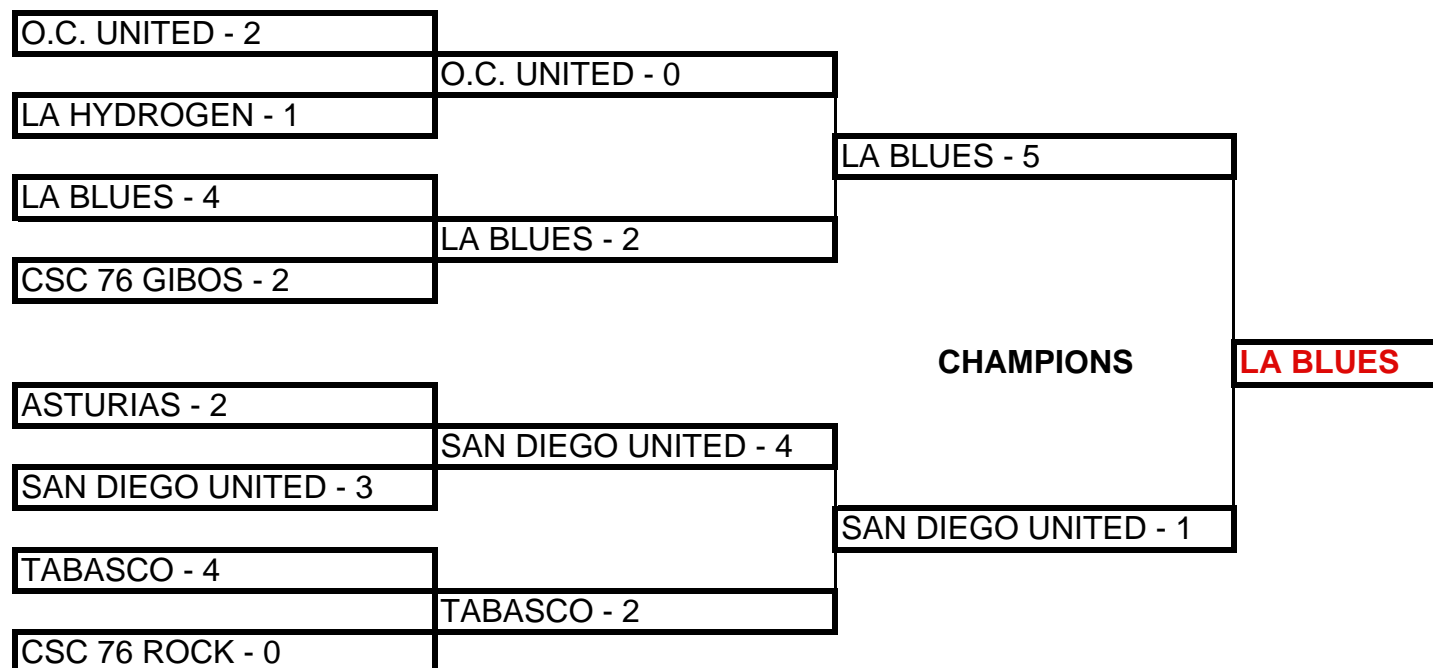 O.C. UNITED - 2
O.C. UNITED - 0
LA HYDROGEN - 1
LA BLUES - 5
LA BLUES - 4
LA BLUES - 2
CSC 76 GIBOS - 2
CHAMPIONS LA BLUES
ASTURIAS - 2
SAN DIEGO UNITED - 4
SAN DIEGO UNITED - 3
SAN DIEGO UNITED - 1
TABASCO - 4
TABASCO - 2
CSC 76 ROCK - 0